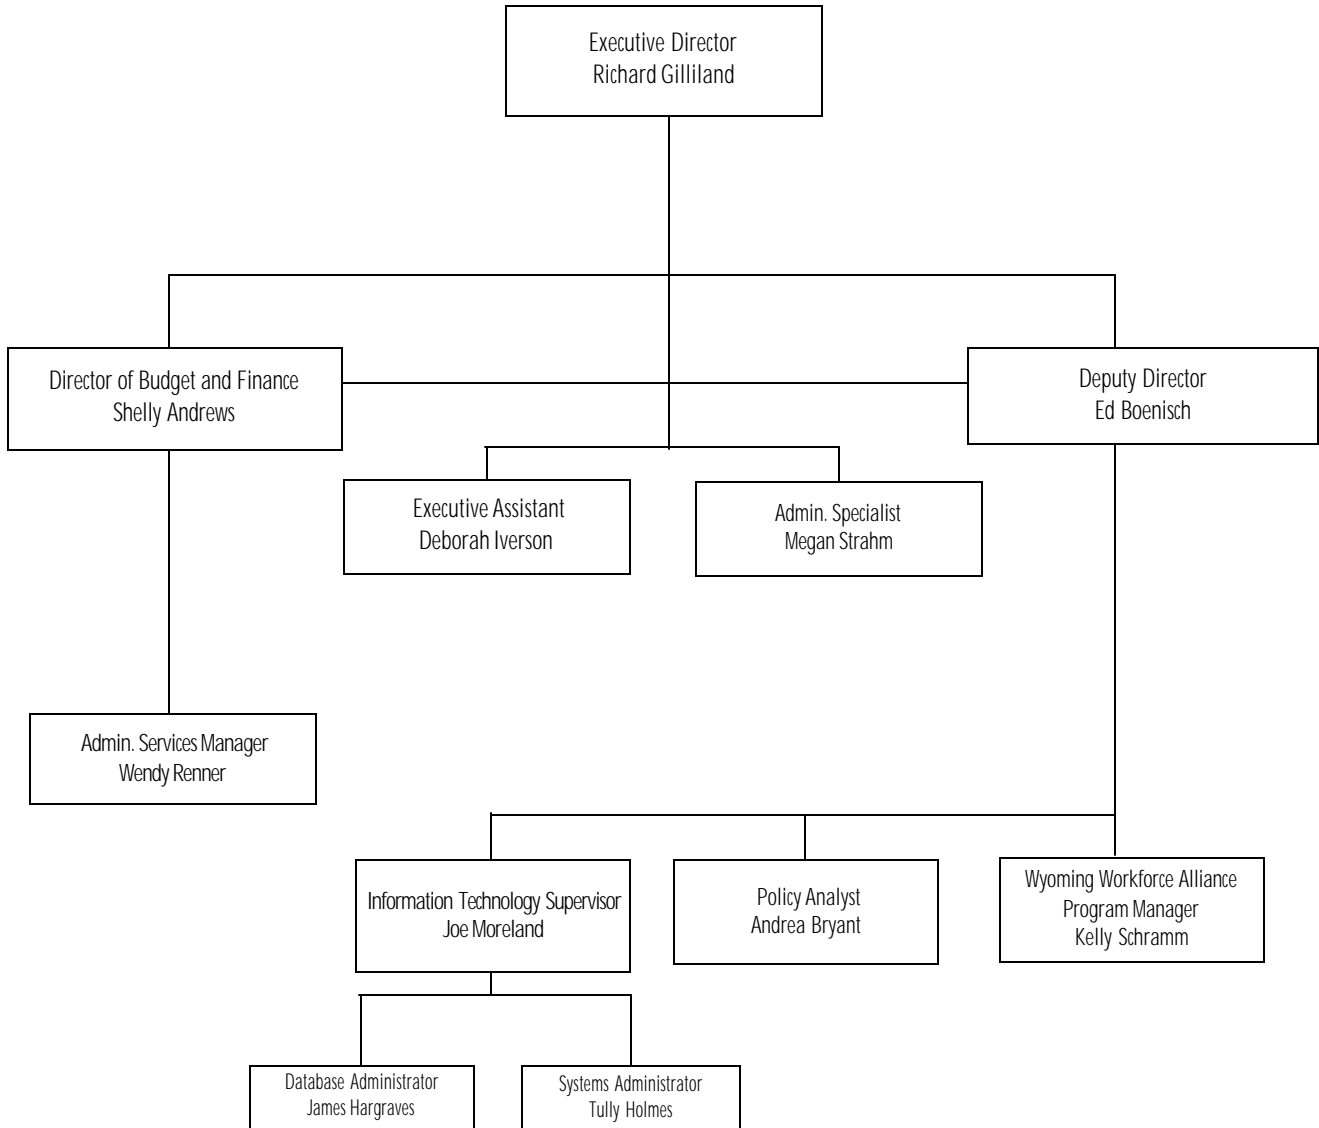 Executive Director
Richard Gilliland
Director of Budget and Finance
Shelly Andrews
Deputy Director
Ed Boenisch
Executive Assistant
Deborah Iverson
Admin. Specialist
Megan Strahm
Admin. Services Manager
Wendy Renner
Information Technology Supervisor
Joe Moreland
Policy Analyst
Andrea Bryant
Wyoming Workforce Alliance
Program Manager
Kelly Schramm
Database Administrator
James Hargraves
Systems Administrator
Tully Holmes